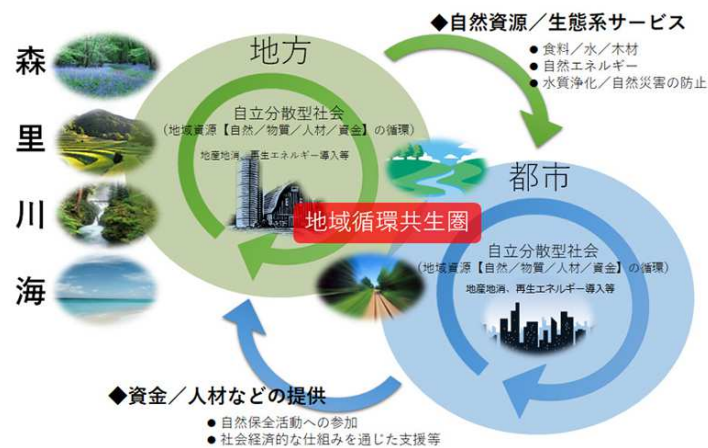 地方
◆自然資源／生態系サービス
● 食料／水／木材
● 自然エネルギー
● 水質浄化／自然災害の防止
森
里
川
海
自立分散型社会
（地域資源【自然／物質／人材／資金】の循環）
地産地消、再生エネルギー導入等
地域循環共生圏
都市
自立分散型社会
（地域資源【自然／物質／人材／資金】の循環）
地産地消、再生エネルギー導入等
◆資金／人材などの提供
● 自然保全活動への参加
● 社会経済的な仕組みを通じた支援等